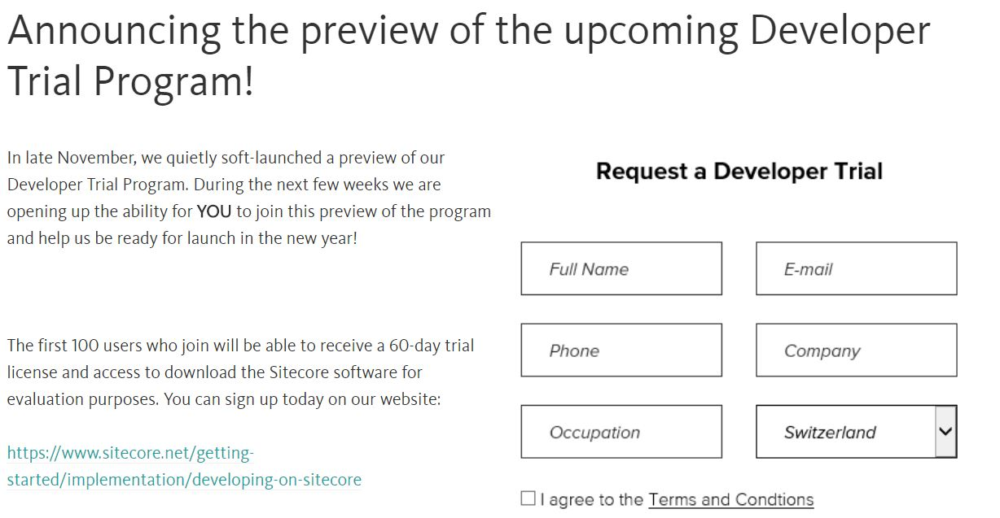 Announcing the preview of the upcoming Developer
Trial Program!
In late November, we quietly soft-launched a preview of our
Developer Trial Program. During the next few weeks we are
opening up the ability for YOU to join this preview of the program
and help us be ready for launch in the new year!
The first 100 users who join will be able to receive a 60-day trial
license and access to download the Sitecore software for
evaluation purposes. You can sign up today on our website:
https://www.sitecore.net/getting-
started/implementation/developing-on-sitecore
Request a Developer Trial
Full Name
E-mail
Phone
Company
Occupation
Switzerland
I agree to the Terms and Condtions